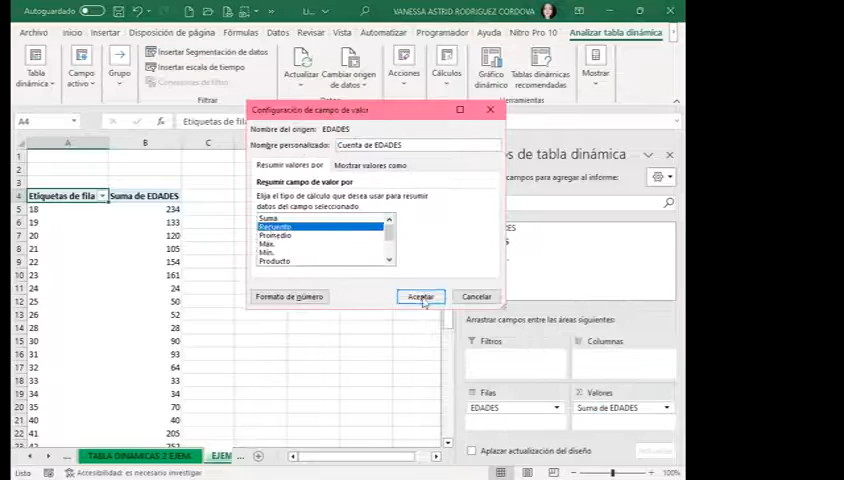 Autoguardado
Li...
VANESSA ASTRID RODRIGUEZ CORDOVA
Archivo Inicio Insertar Disposición de página Fórmulas Datos Revisar Vista Automatizar Programador Ayuda Nitro Pro 10 Analizar tabla dinámica
Tabla dinámica
Campo activo
Grupo
Insertar Segmentación de datos
Insertar escala de tiempo
Conexiones de filtro
Filtrar
Actualizar
Cambiar origen de datos
Datos
Acciones
Cálculos
Gráfico dinámico
Tablas dinámicas recomendadas
Herramientas
Mostrar
A4
fx
Etiquetas de fila
A B C
1
2
3
4 Etiquetas de fila Suma de EDADES
5 18 234
6 19 133
7 20 120
8 21 105
9 22 154
10 23 161
11 24 24
12 25 50
13 26 52
14 28 28
15 30 90
16 31 93
17 32 64
18 33 33
19 34 34
20 35 70
21 40 40
22 41 205
23 42 252
Configuración de campo de valor
Nombre del origen: EDADES
Nombre personalizado: Cuenta de EDADES
Resumir valores por
Mostrar valores como
Resumir campo de valor por
Elija el tipo de cálculo que desea usar para resumir
datos del campo seleccionado
Suma
Recuento
Promedio
Máx.
Mín.
Producto
Formato de número
Aceptar
Cancelar
s de tabla dinámica
pos para agregar al informe:
RES
Arrastrar campos entre las áreas siguientes:
Filtros
Columnas
Filas
Valores
EDADES
Suma de EDADES
Aplazar actualización del diseño
Actualizar
TABLA DINAMICAS 2 EJEM.
EJEM
...
Listo
Accesibilidad: es necesario investigar
100%